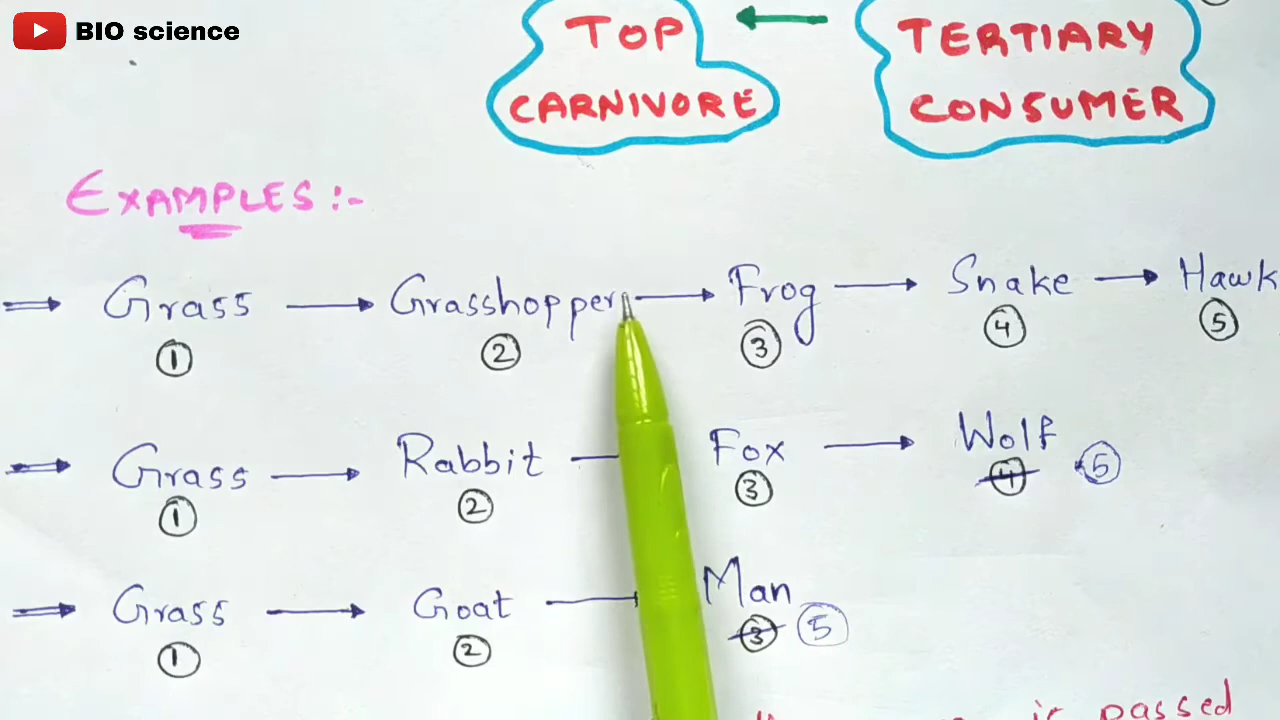 BIO science
TOP ← TERTIARY
CARNIVORE CONSUMER
EXAMPLES :-
⇒ Grass → Grasshopper → Frog → Snake → Hawk
① ② ③ ④ ⑤
⇒ Grass → Rabbit — Fox → Wolf
① ② ③ ④ ⑤
⇒ Grass → Goat → Man
① ② ③ ⑤
is passed